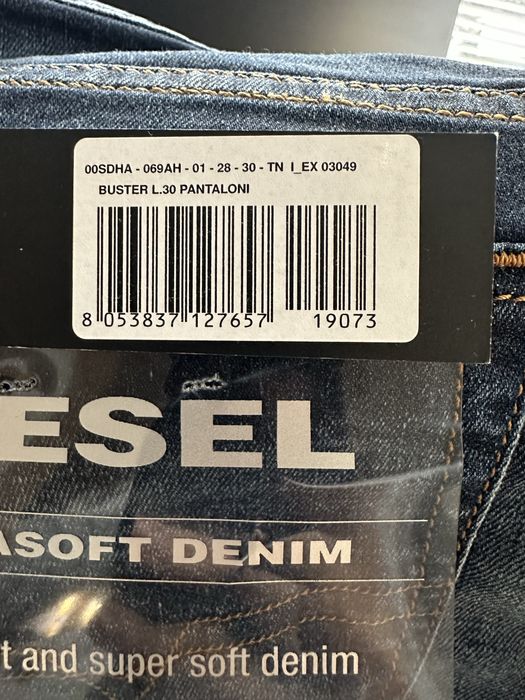 00SDHA - 069AH - 01 - 28 - 30 - TN I_EX 03049
BUSTER L.30 PANTALONI
8 053837 127657 19073
ESEL
ASOFT DENIM
t and super soft denim